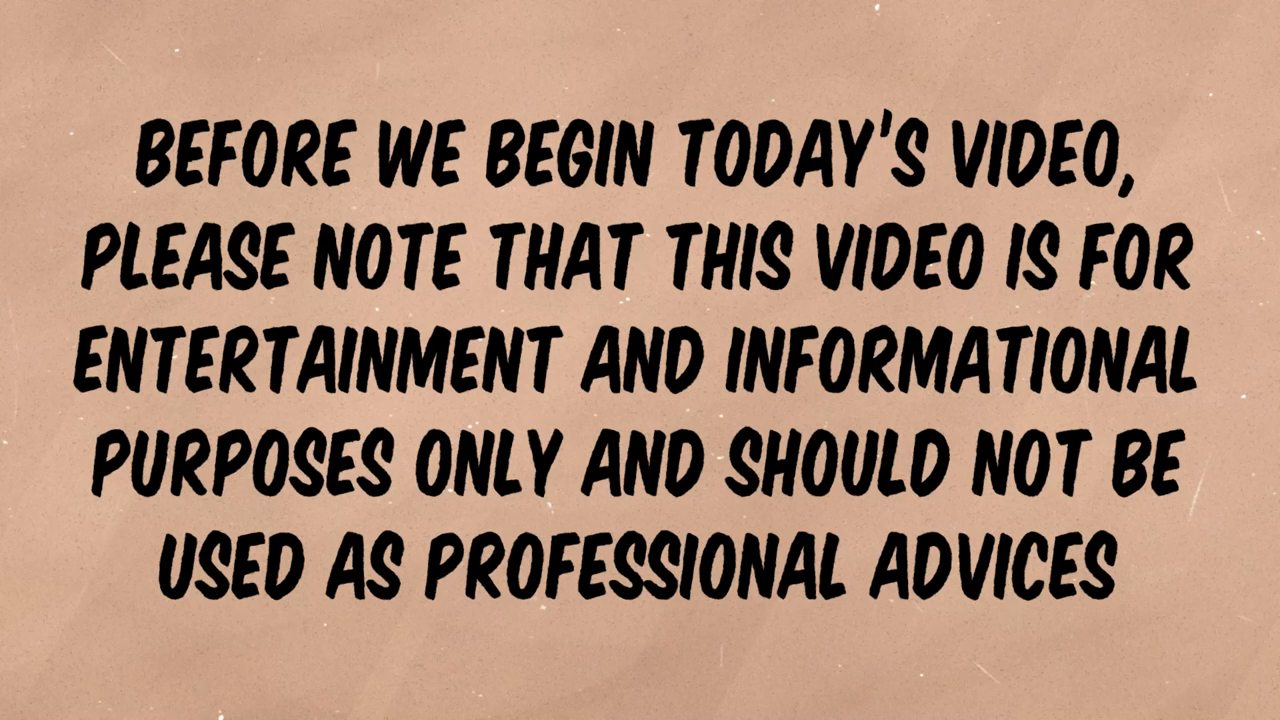 BEFORE WE BEGIN TODAY'S VIDEO,
PLEASE NOTE THAT THIS VIDEO IS FOR
ENTERTAINMENT AND INFORMATIONAL
PURPOSES ONLY AND SHOULD NOT BE
USED AS PROFESSIONAL ADVICES